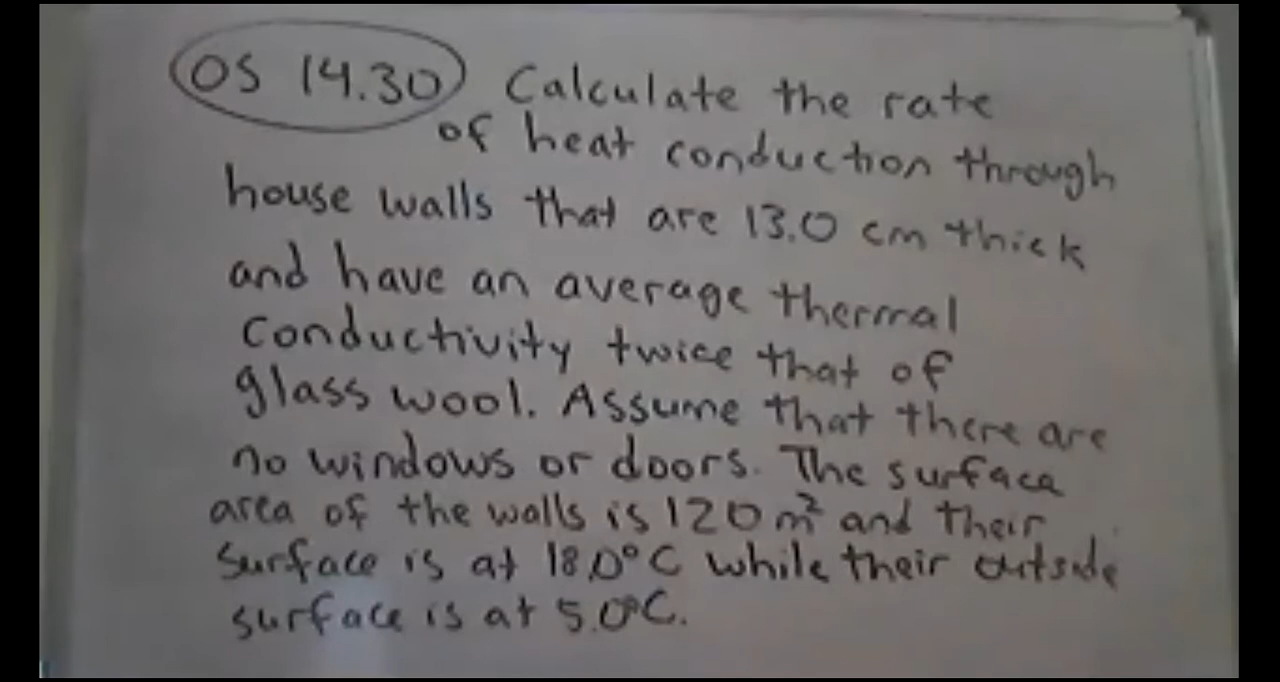 OS 14.30 Calculate the rate
of heat conduction through
house walls that are 13.0 cm thick
and have an average thermal
conductivity twice that of
glass wool. Assume that there are
no windows or doors. The surface
area of the walls is 120 m² and their
surface is at 18.0°C while their outside
surface is at 5.0°C.